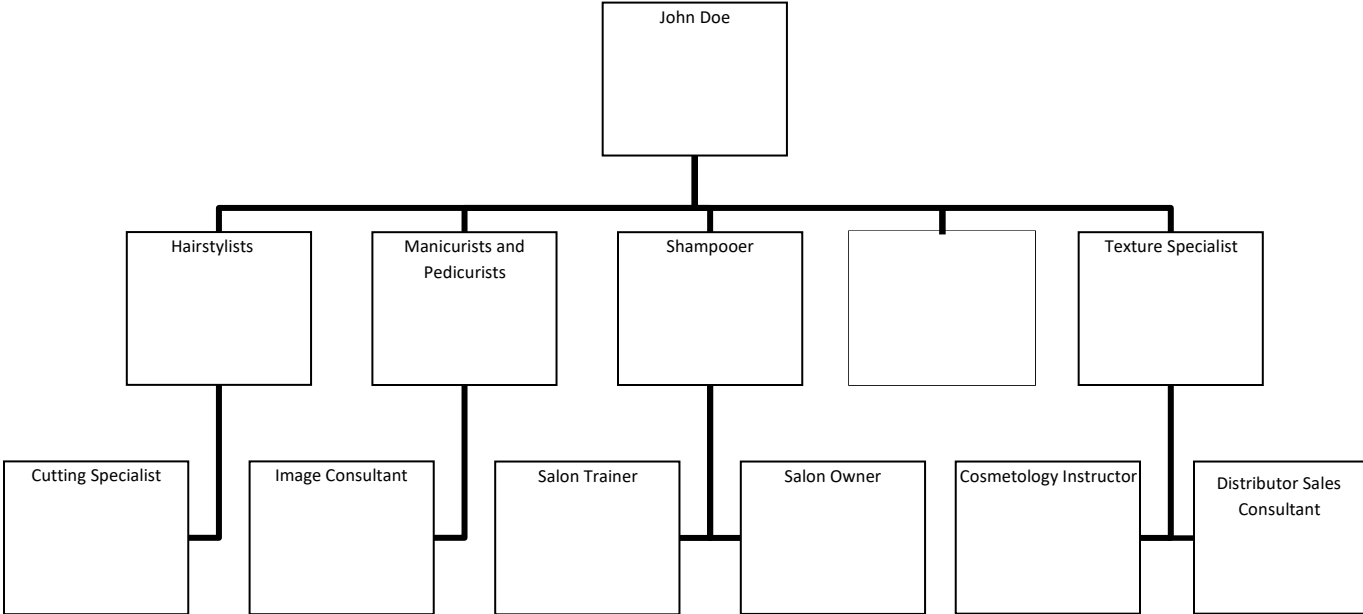 John Doe
Hairstylists
Manicurists and
Pedicurists
Shampooer
Texture Specialist
Cutting Specialist
Image Consultant
Salon Trainer
Salon Owner
Cosmetology Instructor
Distributor Sales
Consultant